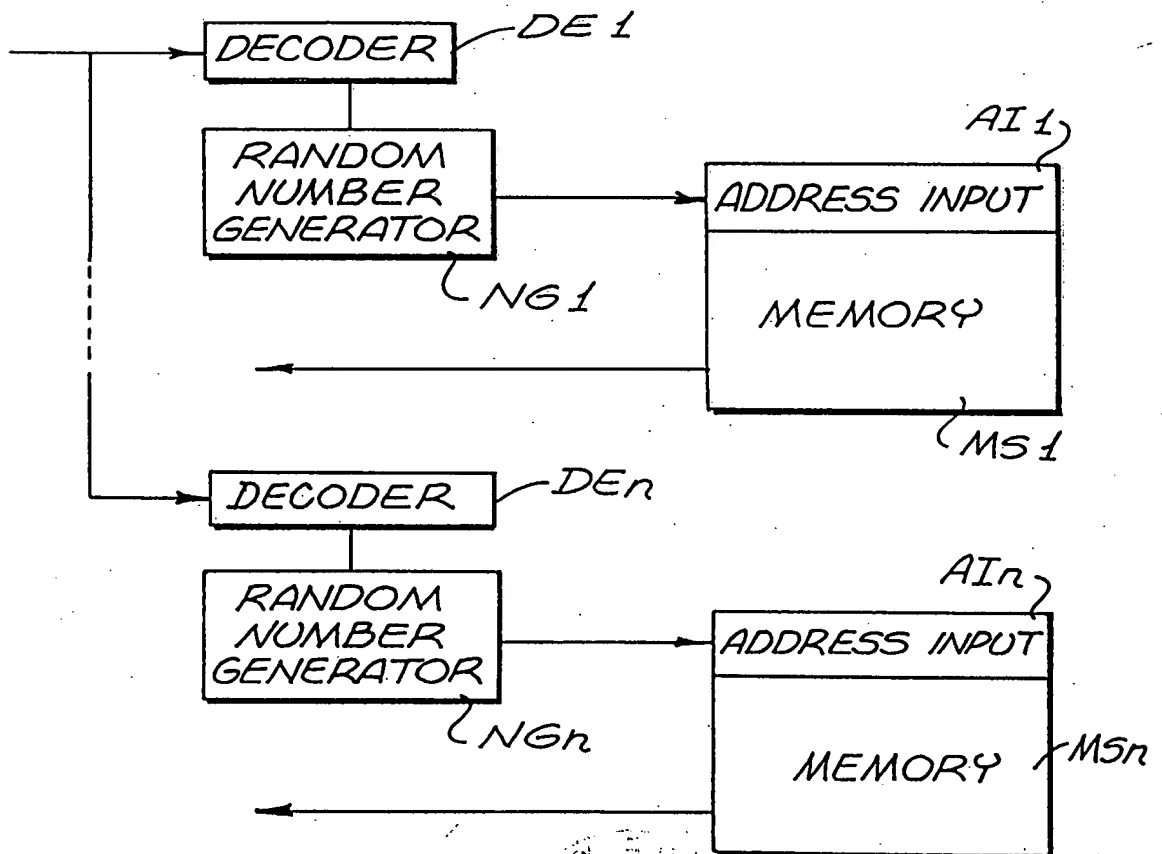 DECODER
DE 1
RANDOM
NUMBER
GENERATOR
NG 1
AI 1
ADDRESS INPUT
MEMORY
MS 1
DECODER
DEn
RANDOM
NUMBER
GENERATOR
NGn
AIn
ADDRESS INPUT
MEMORY
MSn